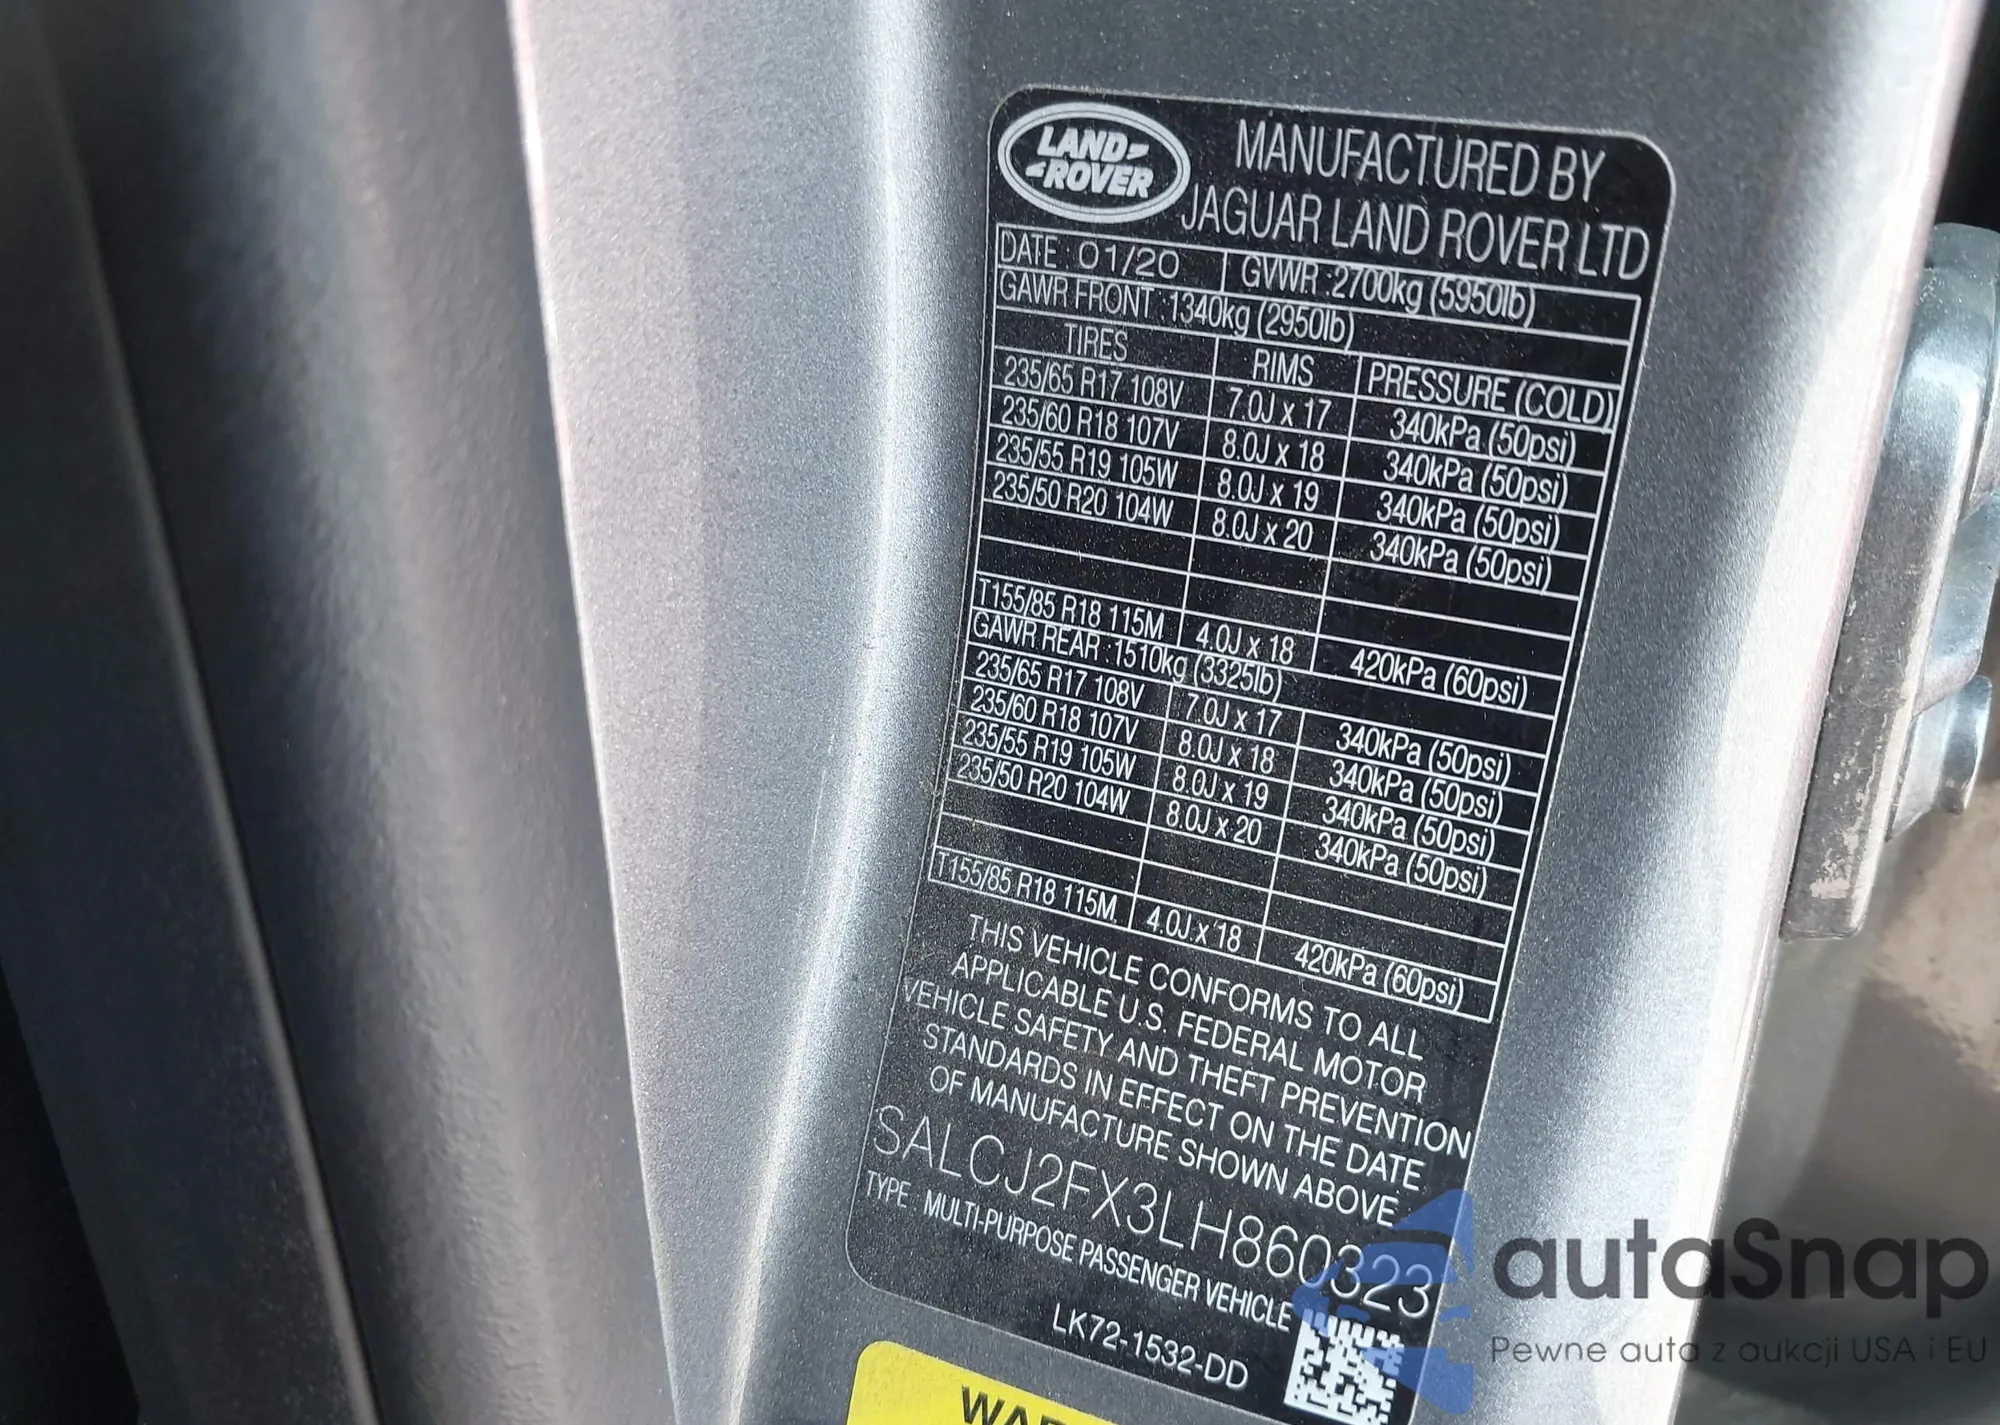 LAND ROVER
MANUFACTURED BY
JAGUAR LAND ROVER LTD
DATE : 01/20 GVWR :2700kg (5950lb)
GAWR FRONT :1340kg (2950lb)
TIRES RIMS PRESSURE (COLD)
235/65 R17 108V 7.0J x 17 340kPa (50psi)
235/60 R18 107V 8.0J x 18 340kPa (50psi)
235/55 R19 105W 8.0J x 19 340kPa (50psi)
235/50 R20 104W 8.0J x 20 340kPa (50psi)
T155/85 R18 115M 4.0J x 18 420kPa (60psi)
GAWR REAR :1510kg (3325lb)
235/65 R17 108V 7.0J x 17 340kPa (50psi)
235/60 R18 107V 8.0J x 18 340kPa (50psi)
235/55 R19 105W 8.0J x 19 340kPa (50psi)
235/50 R20 104W 8.0J x 20 340kPa (50psi)
T155/85 R18 115M 4.0J x 18 420kPa (60psi)
THIS VEHICLE CONFORMS TO ALL
APPLICABLE U.S. FEDERAL MOTOR
VEHICLE SAFETY AND THEFT PREVENTION
STANDARDS IN EFFECT ON THE DATE
OF MANUFACTURE SHOWN ABOVE
SALCJ2FX3LH860323
TYPE : MULTI-PURPOSE PASSENGER VEHICLE
LK72-1532-DD
autaSnap
Pewne auta z aukcji USA i EU